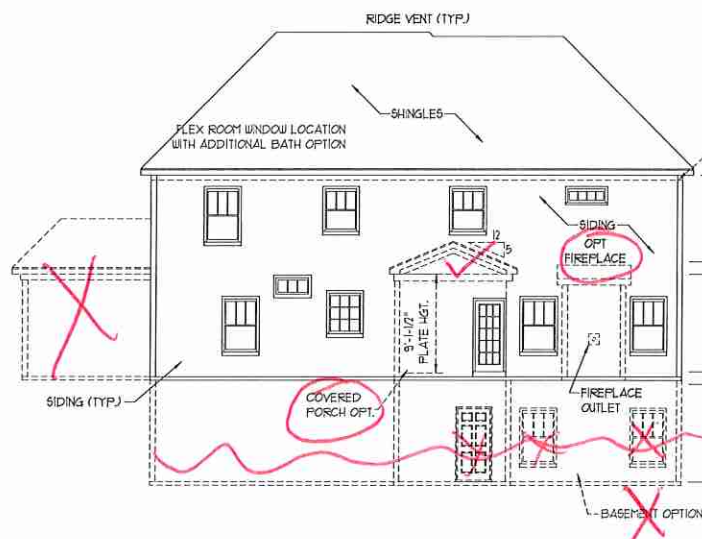 RIDGE VENT (TYP.)
SHINGLES
FLEX ROOM WINDOW LOCATION
WITH ADDITIONAL BATH OPTION
SIDING
12
5
OPT
FIREPLACE
9'-1-1/2"
PLATE HGT.
SIDING (TYP.)
COVERED
PORCH OPT.
FIREPLACE
OUTLET
BASEMENT OPTION